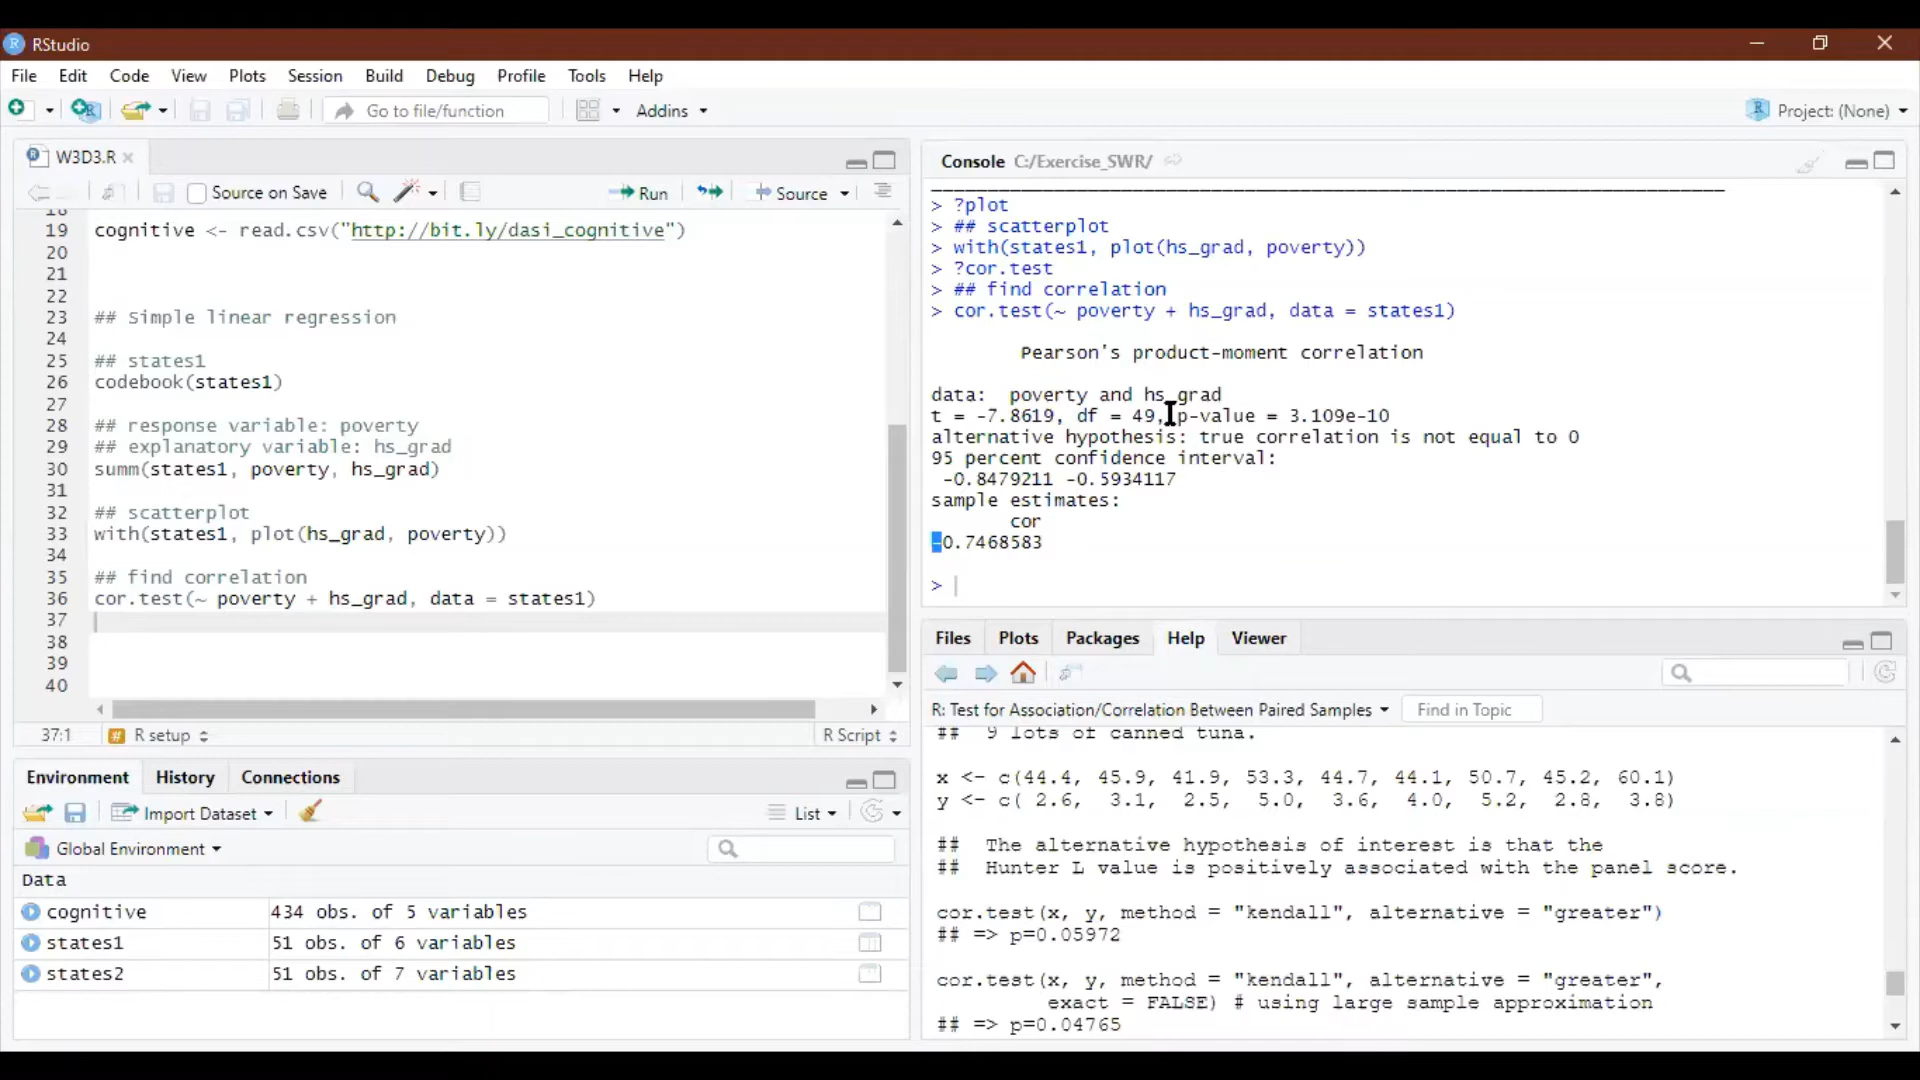 RStudio
File Edit Code View Plots Session Build Debug Profile Tools Help
Go to file/function Addins Project: (None)
W3D3.R
Source on Save Run Source
18
19 cognitive <- read.csv("http://bit.ly/dasi_cognitive")
20
21
22
23 ## Simple linear regression
24
25 ## states1
26 codebook(states1)
27
28 ## response variable: poverty
29 ## explanatory variable: hs_grad
30 summ(states1, poverty, hs_grad)
31
32 ## scatterplot
33 with(states1, plot(hs_grad, poverty))
34
35 ## find correlation
36 cor.test(~ poverty + hs_grad, data = states1)
37
38
39
40
37:1 R setup R Script
Environment History Connections
Import Dataset List
Global Environment
Data
cognitive 434 obs. of 5 variables
states1 51 obs. of 6 variables
states2 51 obs. of 7 variables
Console C:/Exercise_SWR/
> ?plot
> ## scatterplot
> with(states1, plot(hs_grad, poverty))
> ?cor.test
> ## find correlation
> cor.test(~ poverty + hs_grad, data = states1)
Pearson's product-moment correlation
data: poverty and hs_grad
t = -7.8619, df = 49, p-value = 3.109e-10
alternative hypothesis: true correlation is not equal to 0
95 percent confidence interval:
-0.8479211 -0.5934117
sample estimates:
cor
-0.7468583
>
Files Plots Packages Help Viewer
R: Test for Association/Correlation Between Paired Samples Find in Topic
## 9 lots of canned tuna.
x <- c(44.4, 45.9, 41.9, 53.3, 44.7, 44.1, 50.7, 45.2, 60.1)
y <- c( 2.6, 3.1, 2.5, 5.0, 3.6, 4.0, 5.2, 2.8, 3.8)
## The alternative hypothesis of interest is that the
## Hunter L value is positively associated with the panel score.
cor.test(x, y, method = "kendall", alternative = "greater")
## => p=0.05972
cor.test(x, y, method = "kendall", alternative = "greater",
exact = FALSE) # using large sample approximation
## => p=0.04765